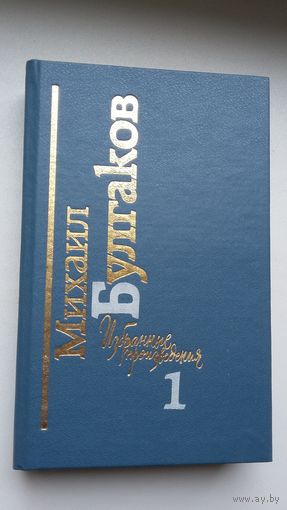 Михаил
Булгаков
Избранные
произведения
1
www.ay.by